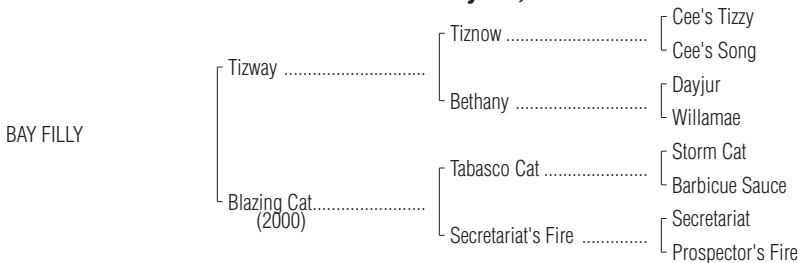 Cee's Tizzy
Tiznow ..............................
Cee's Song
Tizway ..............................
Dayjur
Bethany ............................
Willamae
BAY FILLY
Storm Cat
Tabasco Cat ......................
Barbicue Sauce
Blazing Cat........................
(2000)
Secretariat
Secretariat's Fire ..............
Prospector's Fire